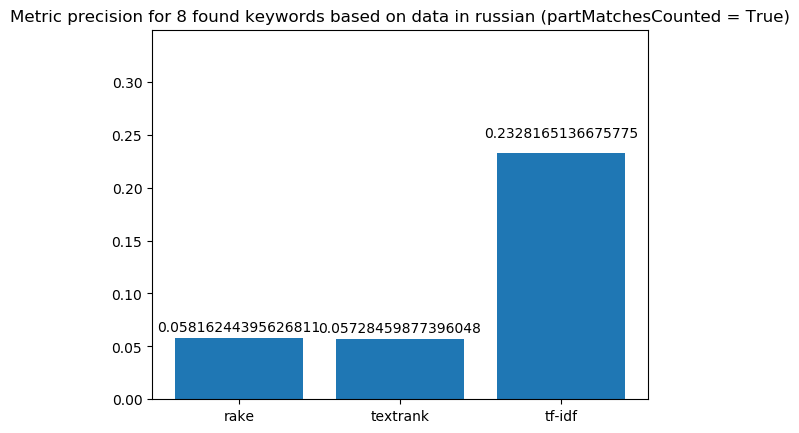 Metric precision for 8 found keywords based on data in russian (partMatchesCounted = True)
0.30
0.25
0.20
0.15
0.10
0.05
0.00
0.05816244395626811
0.05728459877396048
0.2328165136675775
rake
textrank
tf-idf